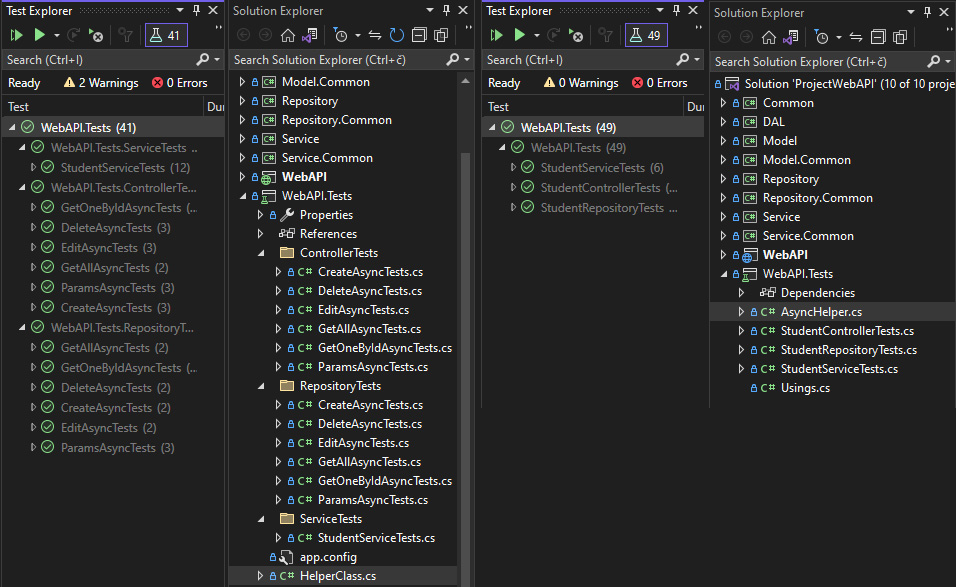 Test Explorer
41
Search (Ctrl+I)
Ready
2 Warnings
0 Errors
Test
Dur
WebAPI.Tests (41)
WebAPI.Tests.ServiceTests ..
StudentServiceTests (12)
WebAPI.Tests.ControllerTe...
GetOneByIdAsyncTests (...
DeleteAsyncTests (3)
EditAsyncTests (3)
GetAllAsyncTests (2)
ParamsAsyncTests (3)
CreateAsyncTests (3)
WebAPI.Tests.RepositoryT...
GetAllAsyncTests (2)
GetOneByIdAsyncTests (...
DeleteAsyncTests (2)
CreateAsyncTests (2)
EditAsyncTests (2)
ParamsAsyncTests (3)
Solution Explorer
Search Solution Explorer (Ctrl+č)
C# Model.Common
C# Repository
C# Repository.Common
C# Service
C# Service.Common
WebAPI
WebAPI.Tests
Properties
References
ControllerTests
C# CreateAsyncTests.cs
C# DeleteAsyncTests.cs
C# EditAsyncTests.cs
C# GetAllAsyncTests.cs
C# GetOneByIdAsyncTests.cs
C# ParamsAsyncTests.cs
RepositoryTests
C# CreateAsyncTests.cs
C# DeleteAsyncTests.cs
C# EditAsyncTests.cs
C# GetAllAsyncTests.cs
C# GetOneByIdAsyncTests.cs
C# ParamsAsyncTests.cs
ServiceTests
C# StudentServiceTests.cs
app.config
C# HelperClass.cs
Test Explorer
49
Search (Ctrl+I)
Ready
0 Warnings
0 Errors
Test
Du
WebAPI.Tests (49)
WebAPI.Tests (49)
StudentServiceTests (6)
StudentControllerTests (...
StudentRepositoryTests ...
Solution Explorer
Search Solution Explorer (Ctrl+č)
Solution 'ProjectWebAPI' (10 of 10 proje
C# Common
C# DAL
C# Model
C# Model.Common
C# Repository
C# Repository.Common
C# Service
C# Service.Common
WebAPI
WebAPI.Tests
Dependencies
C# AsyncHelper.cs
C# StudentControllerTests.cs
C# StudentRepositoryTests.cs
C# StudentServiceTests.cs
C# Usings.cs